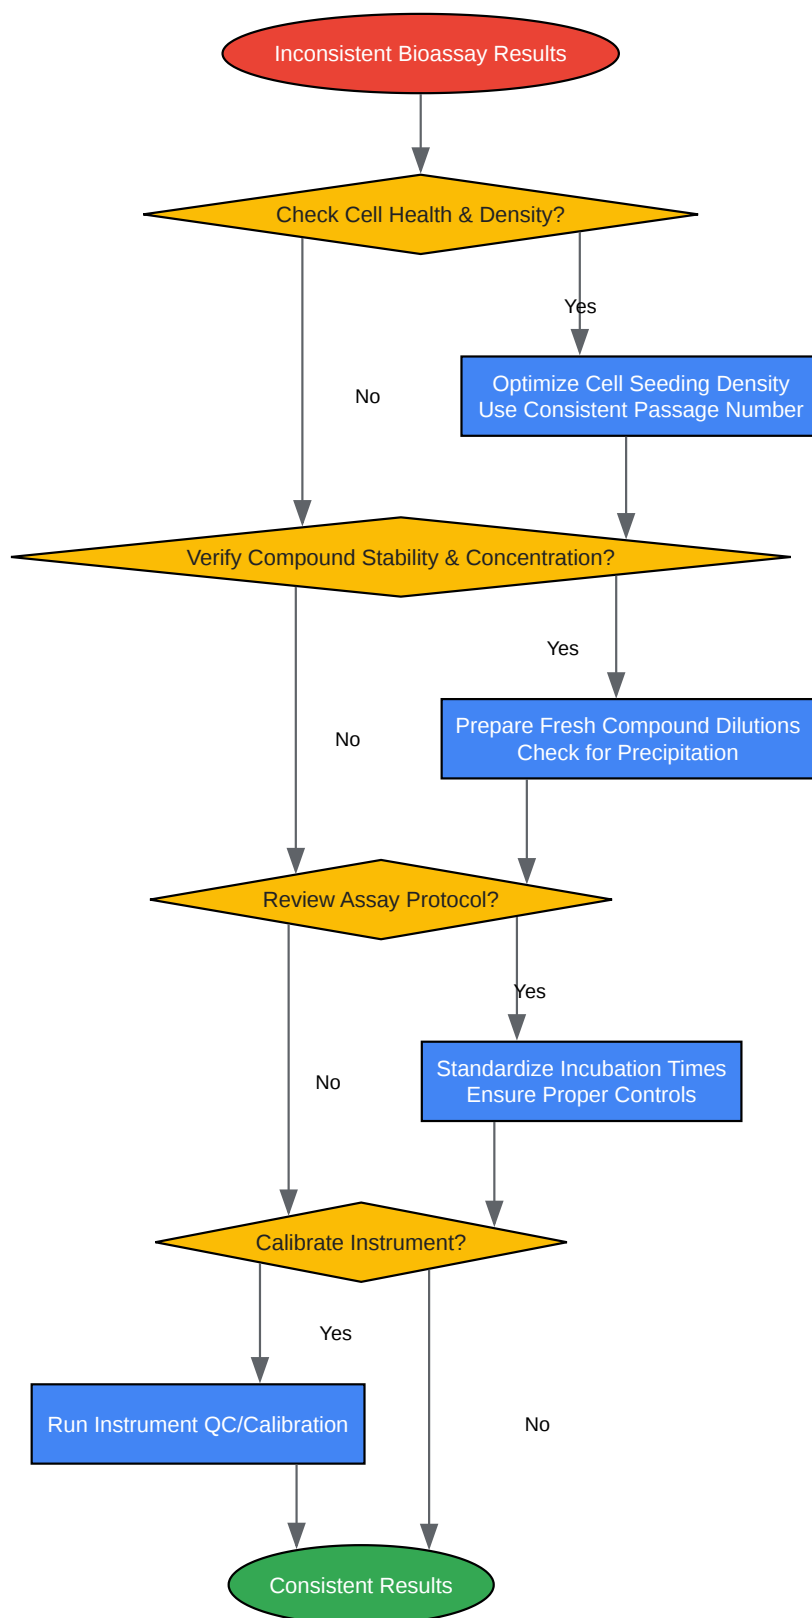 Inconsistent Bioassay Results
Check Cell Health & Density?
Yes
Optimize Cell Seeding Density
Use Consistent Passage Number
No
Verify Compound Stability & Concentration?
Yes
Prepare Fresh Compound Dilutions
Check for Precipitation
No
Review Assay Protocol?
Yes
Standardize Incubation Times
Ensure Proper Controls
No
Calibrate Instrument?
Yes
Run Instrument QC/Calibration
No
Consistent Results